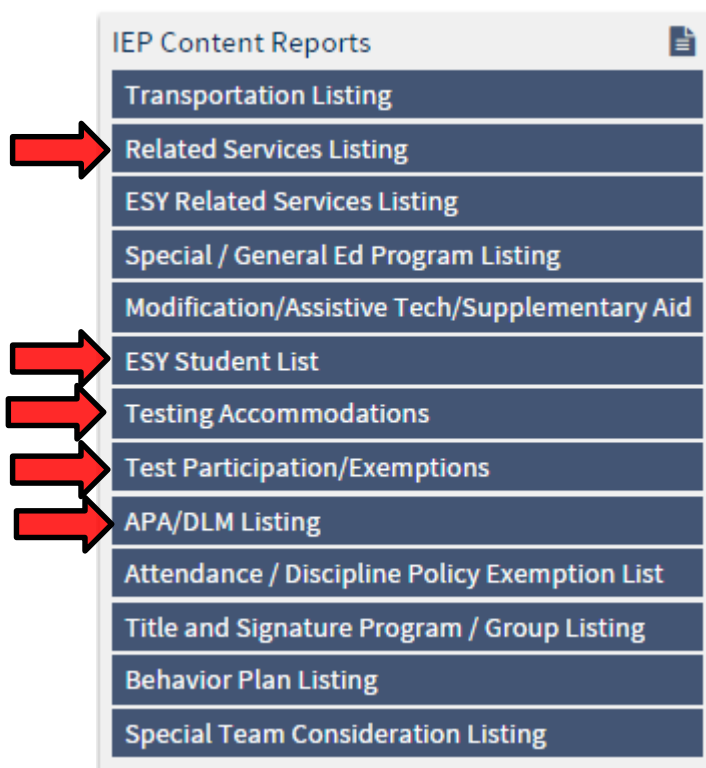 IEP Content Reports
Transportation Listing
Related Services Listing
ESY Related Services Listing
Special / General Ed Program Listing
Modification/Assistive Tech/Supplementary Aid
ESY Student List
Testing Accommodations
Test Participation/Exemptions
APA/DLM Listing
Attendance / Discipline Policy Exemption List
Title and Signature Program / Group Listing
Behavior Plan Listing
Special Team Consideration Listing